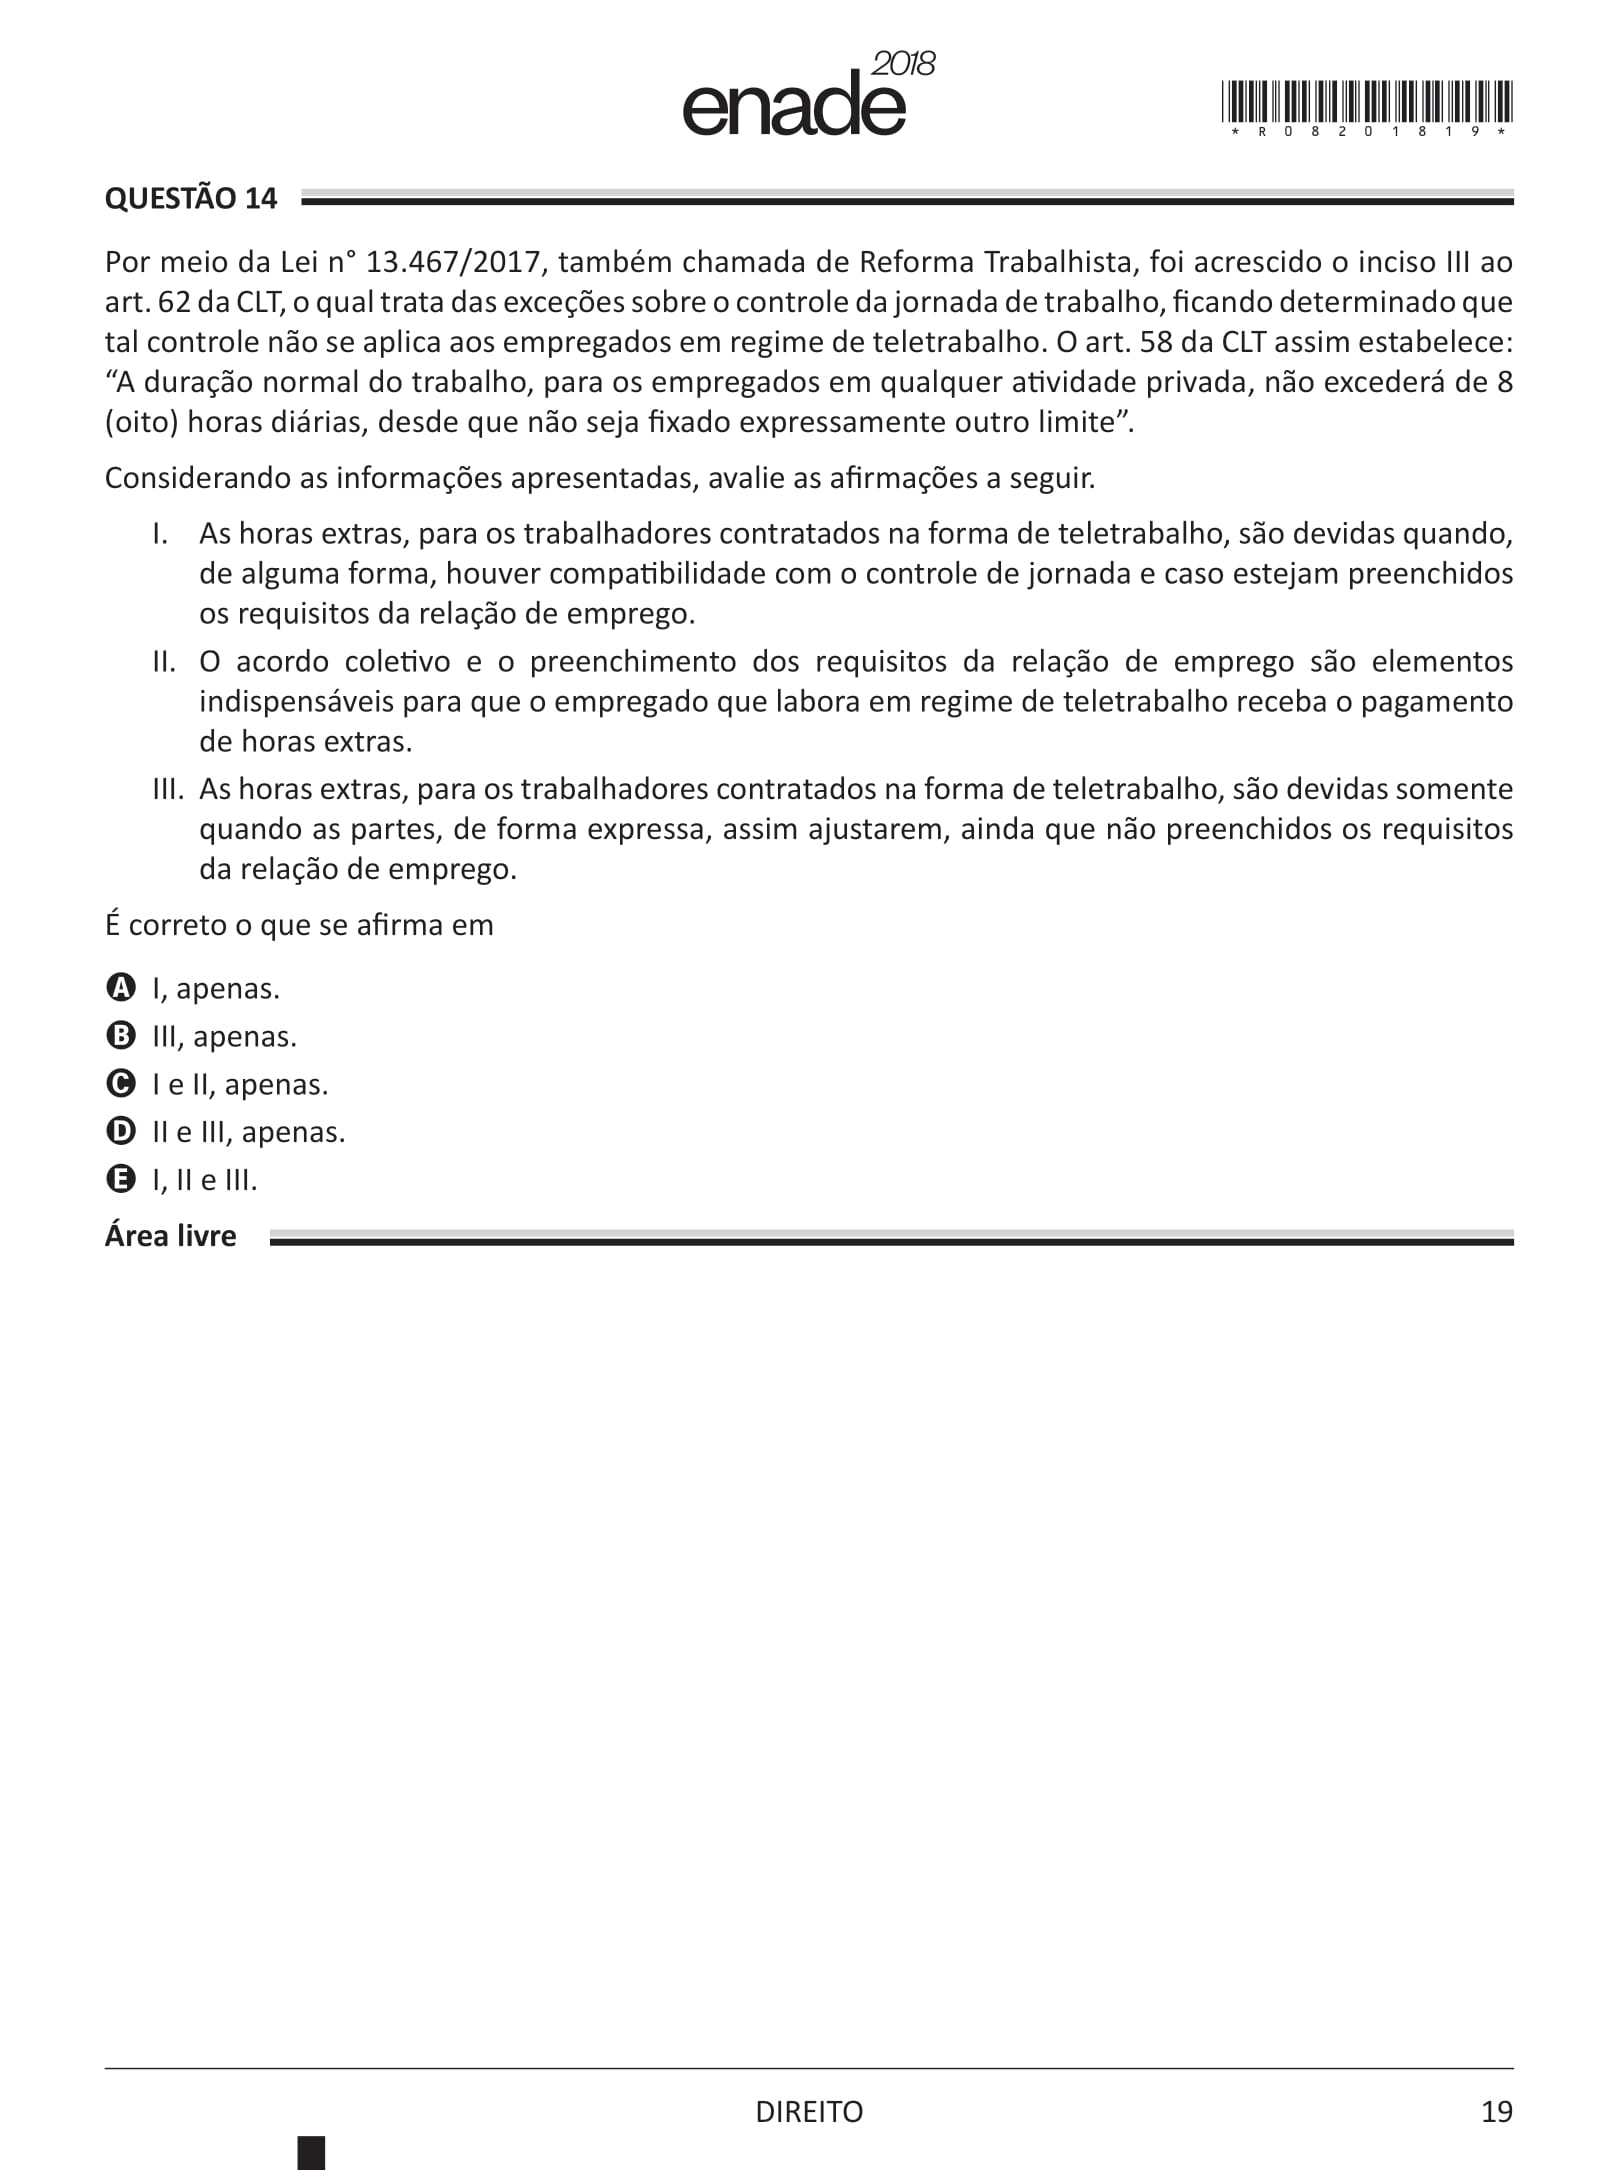 enade 2018
* R 0 8 2 0 1 8 1 9 *
QUESTÃO 14
Por meio da Lei n° 13.467/2017, também chamada de Reforma Trabalhista, foi acrescido o inciso III ao
art. 62 da CLT, o qual trata das exceções sobre o controle da jornada de trabalho, ficando determinado que
tal controle não se aplica aos empregados em regime de teletrabalho. O art. 58 da CLT assim estabelece:
“A duração normal do trabalho, para os empregados em qualquer atividade privada, não excederá de 8
(oito) horas diárias, desde que não seja fixado expressamente outro limite”.
Considerando as informações apresentadas, avalie as afirmações a seguir.
I. As horas extras, para os trabalhadores contratados na forma de teletrabalho, são devidas quando,
de alguma forma, houver compatibilidade com o controle de jornada e caso estejam preenchidos
os requisitos da relação de emprego.
II. O acordo coletivo e o preenchimento dos requisitos da relação de emprego são elementos
indispensáveis para que o empregado que labora em regime de teletrabalho receba o pagamento
de horas extras.
III. As horas extras, para os trabalhadores contratados na forma de teletrabalho, são devidas somente
quando as partes, de forma expressa, assim ajustarem, ainda que não preenchidos os requisitos
da relação de emprego.
É correto o que se afirma em
A I, apenas.
B III, apenas.
C I e II, apenas.
D II e III, apenas.
E I, II e III.
Área livre
DIREITO
19